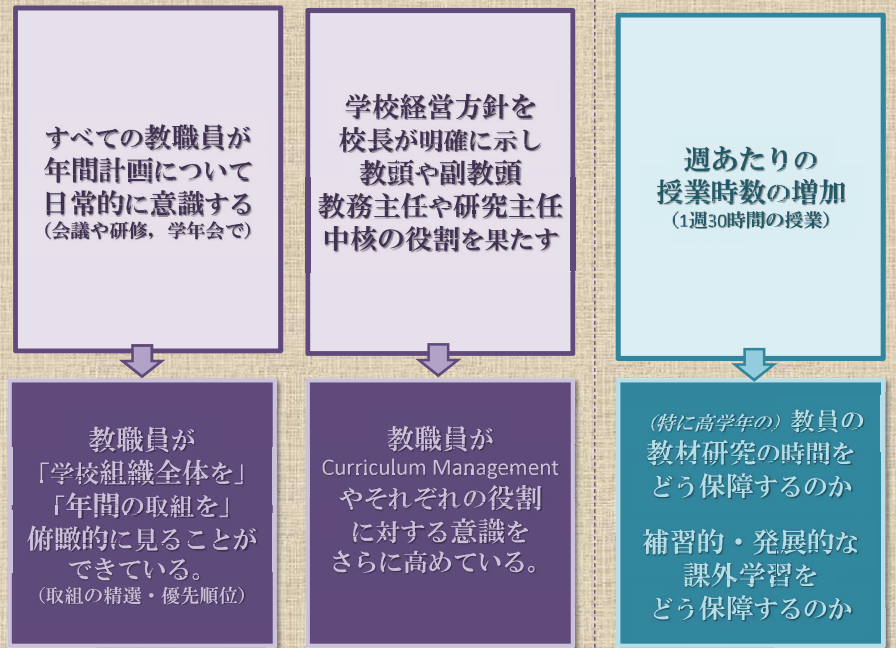 すべての教職員が
年間計画について
日常的に意識する
（会議や研修，学年会で）
学校経営方針を
校長が明確に示し
教頭や副教頭
教務主任や研究主任
中核の役割を果たす
週あたりの
授業時数の増加
（1週30時間の授業）
教職員が
「学校組織全体を」
「年間の取組を」
俯瞰的に見ることが
できている。
（取組の精選・優先順位）
教職員が
Curriculum Management
やそれぞれの役割
に対する意識を
さらに高めている。
（特に高学年の）教員の
教材研究の時間を
どう保障するのか
補習的・発展的な
課外学習を
どう保障するのか